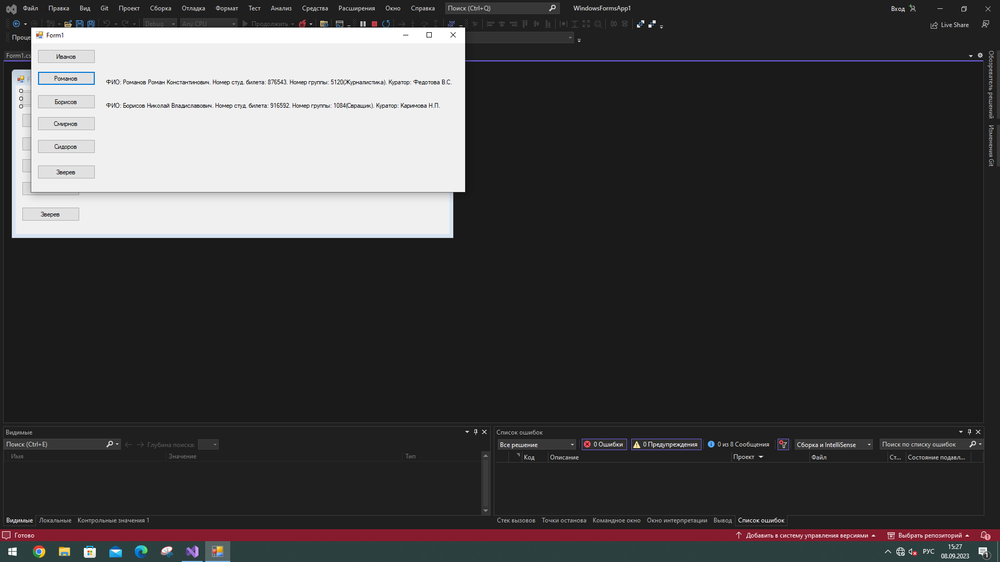 Файл Правка Вид Git Проект Сборка Отладка Формат Тест Анализ Средства Расширения Окно Справка Поиск (Ctrl+Q) WindowsFormsApp1 Вход
Debug Any CPU Продолжить Live Share
Проце
Form1
Form1.cs
Иванов
Романов ФИО: Романов Роман Константинович. Номер студ. билета: 876543. Номер группы: 5120(Журналистика). Куратор: Федотова В.С.
Борисов ФИО: Борисов Николай Владиславович. Номер студ. билета: 916592. Номер группы: 1084(Свращик). Куратор: Каримова Н.П.
Смирнов
Сидоров
Зверев
Зверев
Обозреватель решений
Изменения Git
Видимые
Поиск (Ctrl+E) Глубина поиска:
Имя Значение Тип
Видимые Локальные Контрольные значения 1
Список ошибок
Все решение 0 Ошибки 0 Предупреждения 0 из 8 Сообщения Сборка и IntelliSense Поиск по списку ошибок
Код Описание Проект Файл Ст... Состояние подавл...
Стек вызовов Точки останова Командное окно Окно интерпретации Вывод Список ошибок
Готово Добавить в систему управления версиями Выбрать репозиторий 1
РУС 15:27
08.09.2023 1